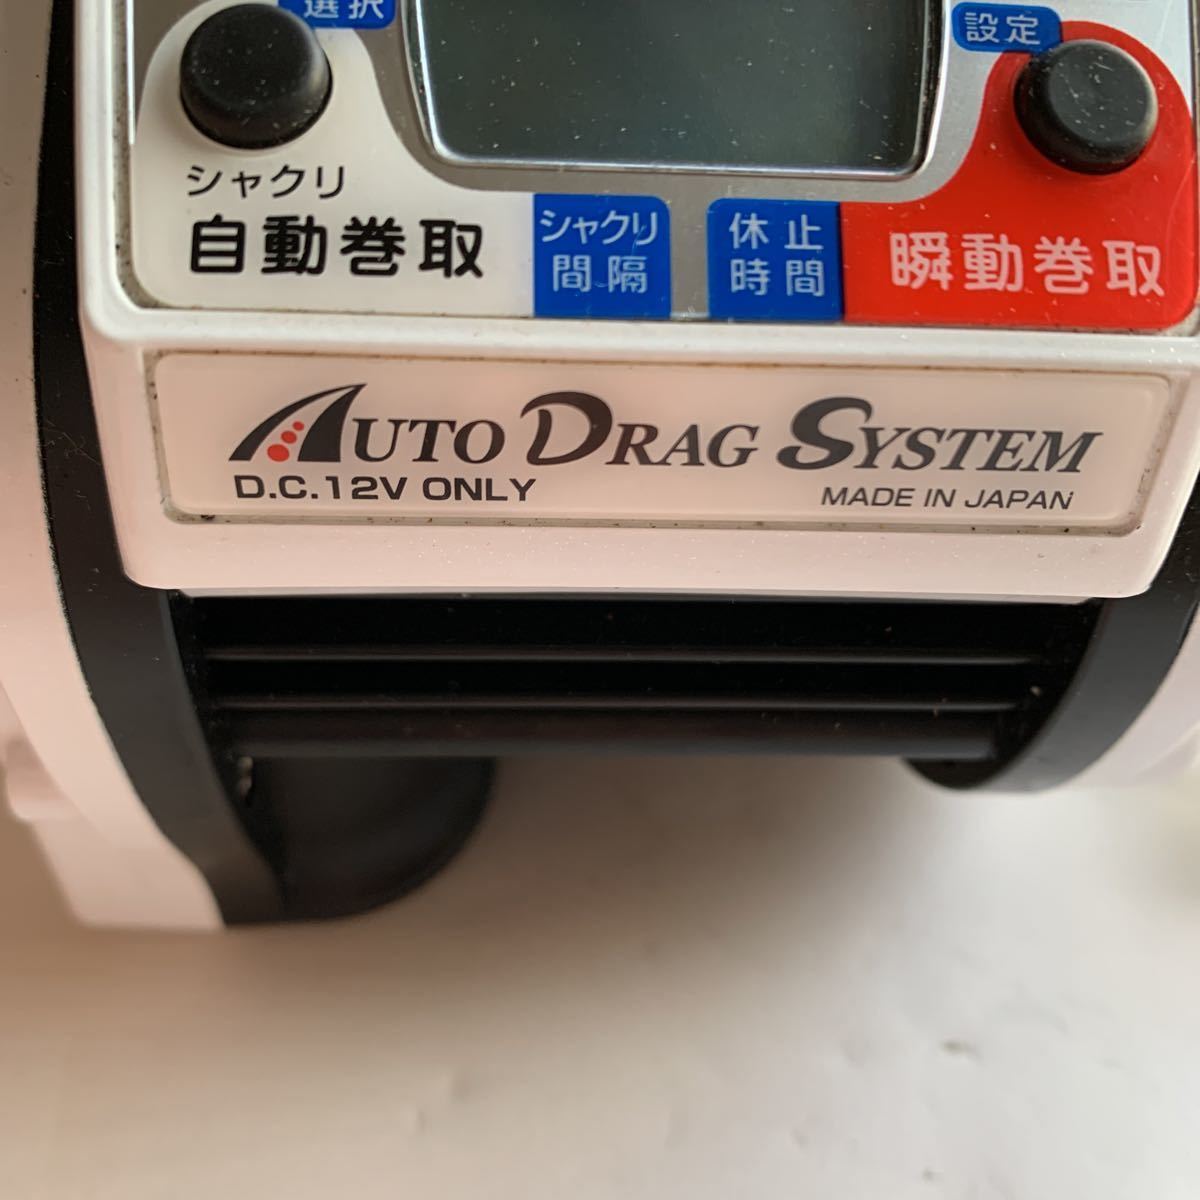 選択
設定
シャクリ
自動巻取
シャクリ
間隔
休止
時間
瞬動巻取
AUTO DRAG SYSTEM
D.C.12V ONLY
MADE IN JAPAN